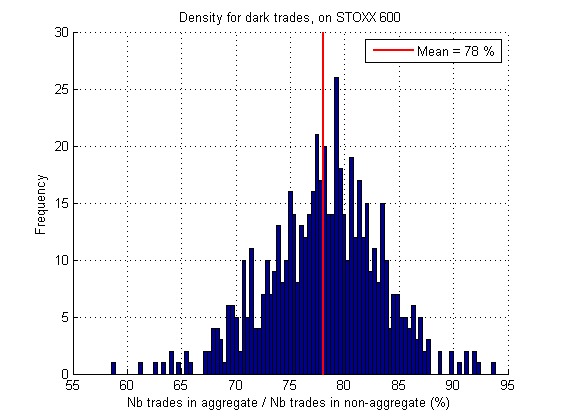 Density for dark trades, on STOXX 600
Mean = 78 %
Frequency
30
25
20
15
10
5
0
55 60 65 70 75 80 85 90 95
Nb trades in aggregate / Nb trades in non-aggregate (%)